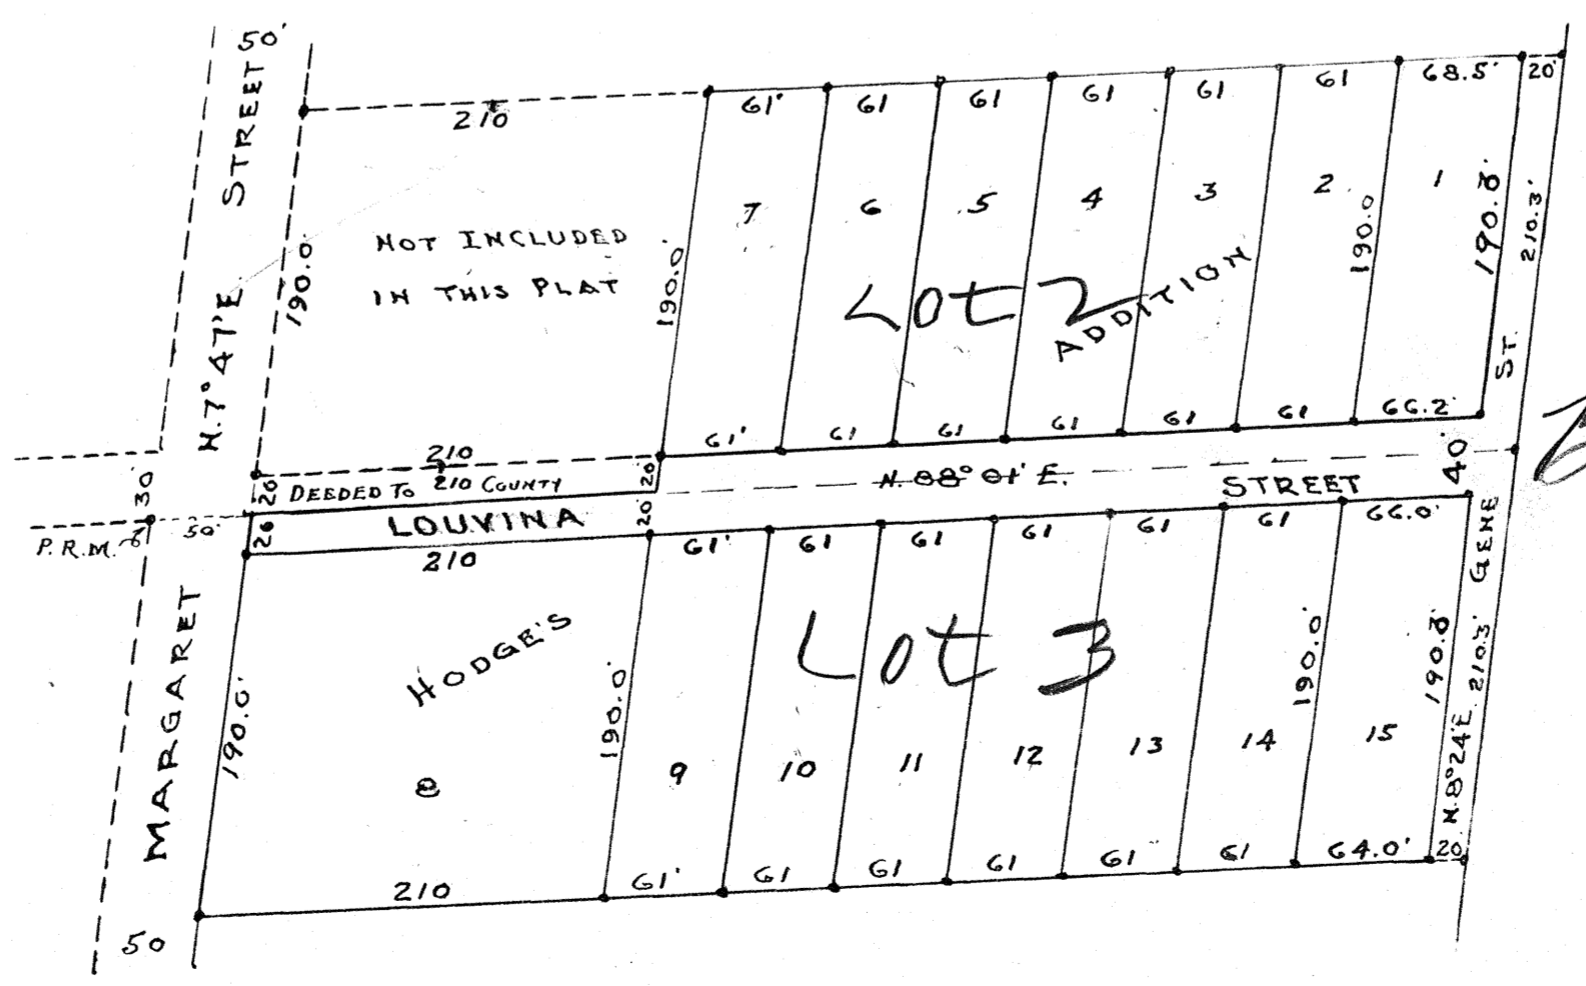 50'
STREET
N. 7° 47' E
210
190.0'
NOT INCLUDED
IN THIS PLAT
190.0'
61' 61 61 61 61 61 68.5' 20'
7 6 5 4 3 2 1
190.0
190.3'
210.3'
Lot 2
ADDITION
61' 61 61 61 61 61 66.2'
ST.
210
20 DEEDED TO 210 COUNTY 20
30
P.R.M. 50' 20
LOUVINA 20'
N. 88° 01' E.
STREET
40'
210
61' 61 61 61 61 61 66.0'
GENE
MARGARET
190.0'
HODGE'S
8
190.0'
Lot 3
9 10 11 12 13 14 15
190.0'
190.3'
210.3'
N. 8° 24' E
210
61' 61 61 61 61 61 64.0' 20
50